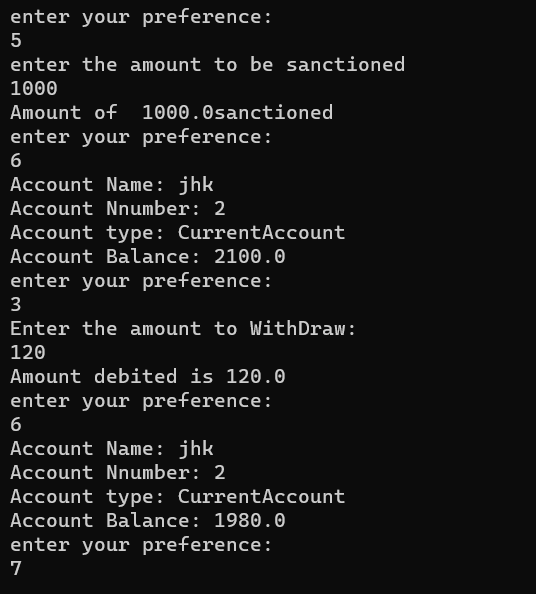 enter your preference:
5
enter the amount to be sanctioned
1000
Amount of  1000.0sanctioned
enter your preference:
6
Account Name: jhk
Account Nnumber: 2
Account type: CurrentAccount
Account Balance: 2100.0
enter your preference:
3
Enter the amount to WithDraw:
120
Amount debited is 120.0
enter your preference:
6
Account Name: jhk
Account Nnumber: 2
Account type: CurrentAccount
Account Balance: 1980.0
enter your preference:
7